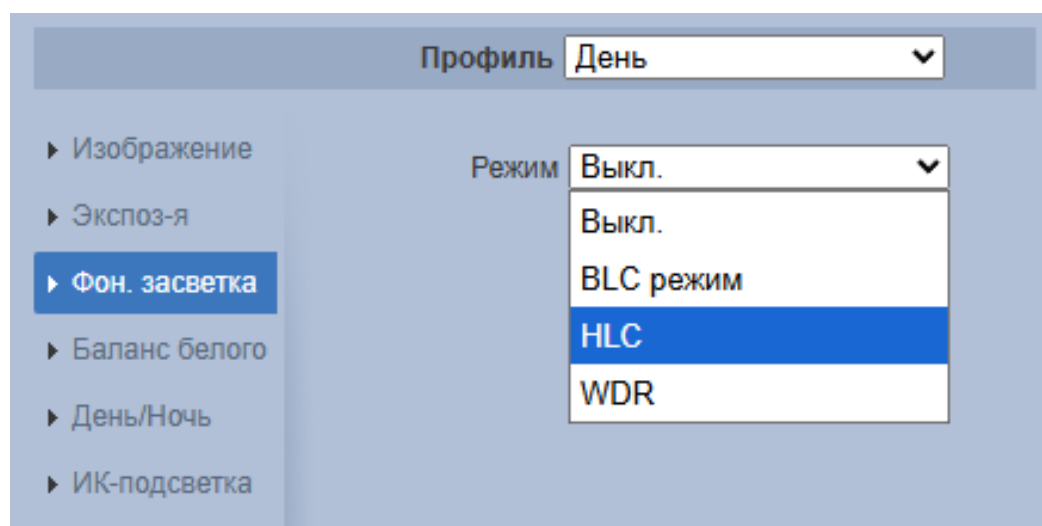 Профиль День
Изображение
Режим Выкл.
Экспоз-я
Выкл.
Фон. засветка
BLC режим
HLC
Баланс белого
WDR
День/Ночь
ИК-подсветка